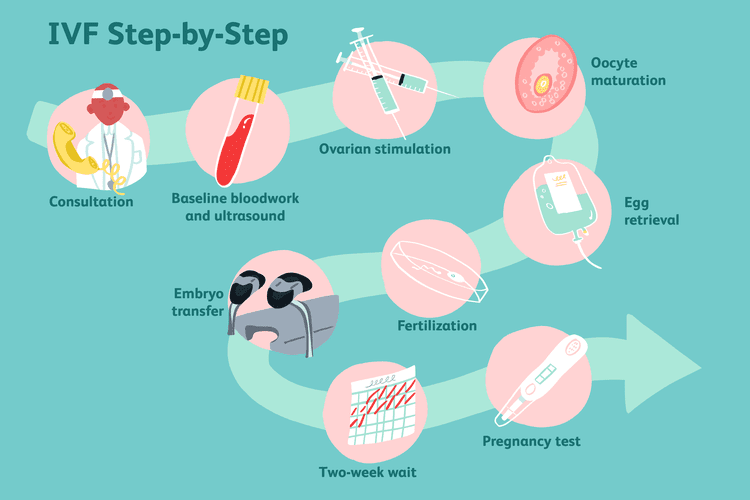 IVF Step-by-Step
Consultation
Baseline bloodwork
and ultrasound
Ovarian stimulation
Oocyte
maturation
Egg
retrieval
Fertilization
Embryo
transfer
Two-week wait
Pregnancy test